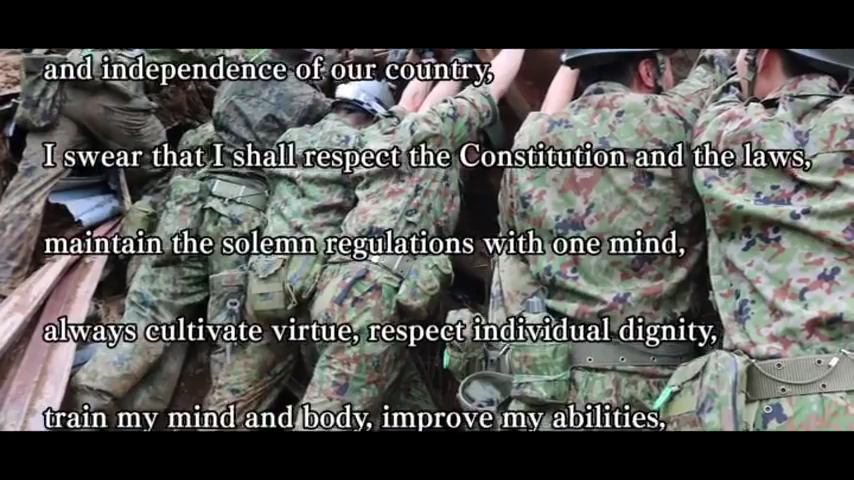 and independence of our country,
I swear that I shall respect the Constitution and the laws,
maintain the solemn regulations with one mind,
always cultivate virtue, respect individual dignity,
train my mind and body, improve my abilities,